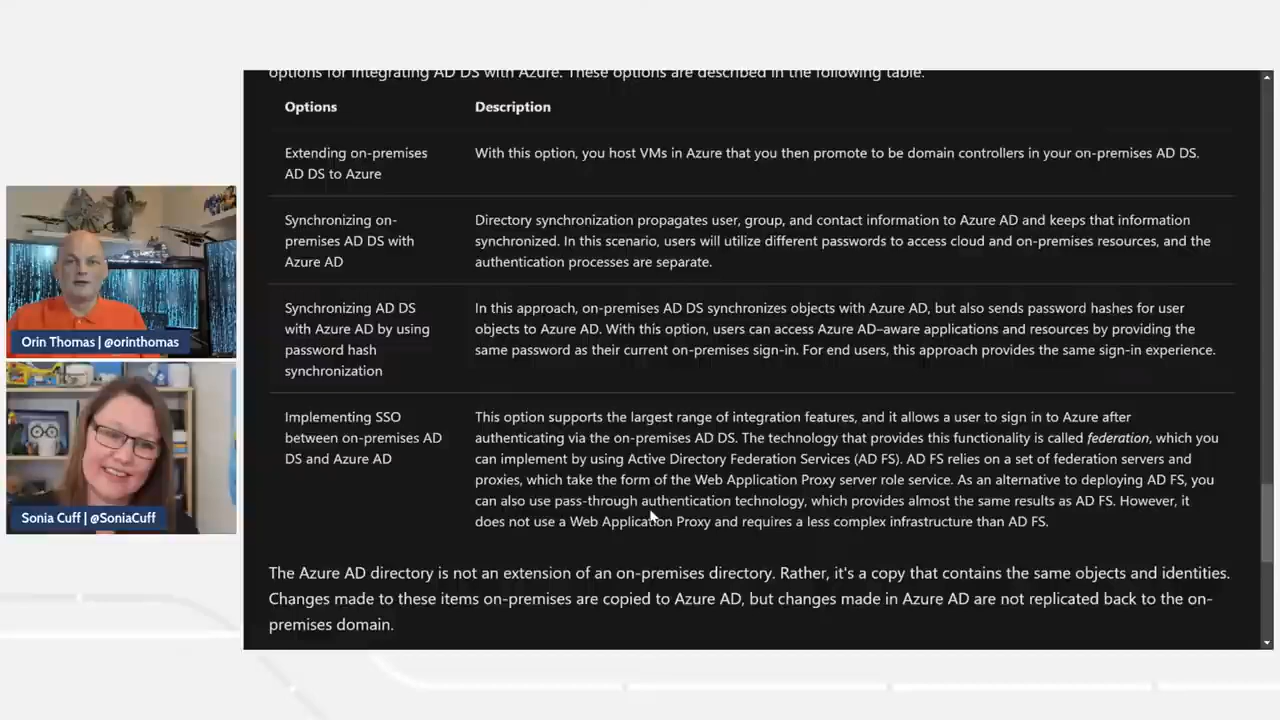 options for integrating AD DS with Azure. These options are described in the following table.
Options
Description
Extending on-premises
AD DS to Azure
With this option, you host VMs in Azure that you then promote to be domain controllers in your on-premises AD DS.
Synchronizing on-
premises AD DS with
Azure AD
Directory synchronization propagates user, group, and contact information to Azure AD and keeps that information
synchronized. In this scenario, users will utilize different passwords to access cloud and on-premises resources, and the
authentication processes are separate.
Synchronizing AD DS
with Azure AD by using
password hash
synchronization
In this approach, on-premises AD DS synchronizes objects with Azure AD, but also sends password hashes for user
objects to Azure AD. With this option, users can access Azure AD–aware applications and resources by providing the
same password as their current on-premises sign-in. For end users, this approach provides the same sign-in experience.
Implementing SSO
between on-premises AD
DS and Azure AD
This option supports the largest range of integration features, and it allows a user to sign in to Azure after
authenticating via the on-premises AD DS. The technology that provides this functionality is called federation, which you
can implement by using Active Directory Federation Services (AD FS). AD FS relies on a set of federation servers and
proxies, which take the form of the Web Application Proxy server role service. As an alternative to deploying AD FS, you
can also use pass-through authentication technology, which provides almost the same results as AD FS. However, it
does not use a Web Application Proxy and requires a less complex infrastructure than AD FS.
The Azure AD directory is not an extension of an on-premises directory. Rather, it's a copy that contains the same objects and identities.
Changes made to these items on-premises are copied to Azure AD, but changes made in Azure AD are not replicated back to the on-
premises domain.
Orin Thomas | @orinthomas
Sonia Cuff | @SoniaCuff